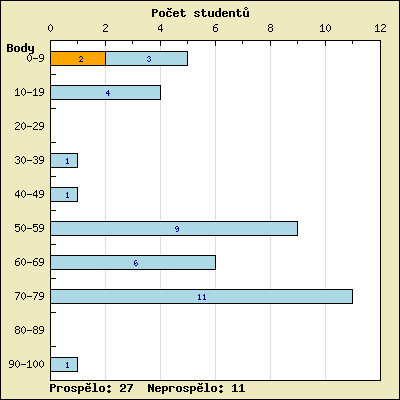 Počet studentů
0 2 4 6 8 10 12
Body
0-9 2 3
10-19 4
20-29
30-39 1
40-49 1
50-59 9
60-69 6
70-79 11
80-89
90-100 1
Prospělo: 27 Neprospělo: 11